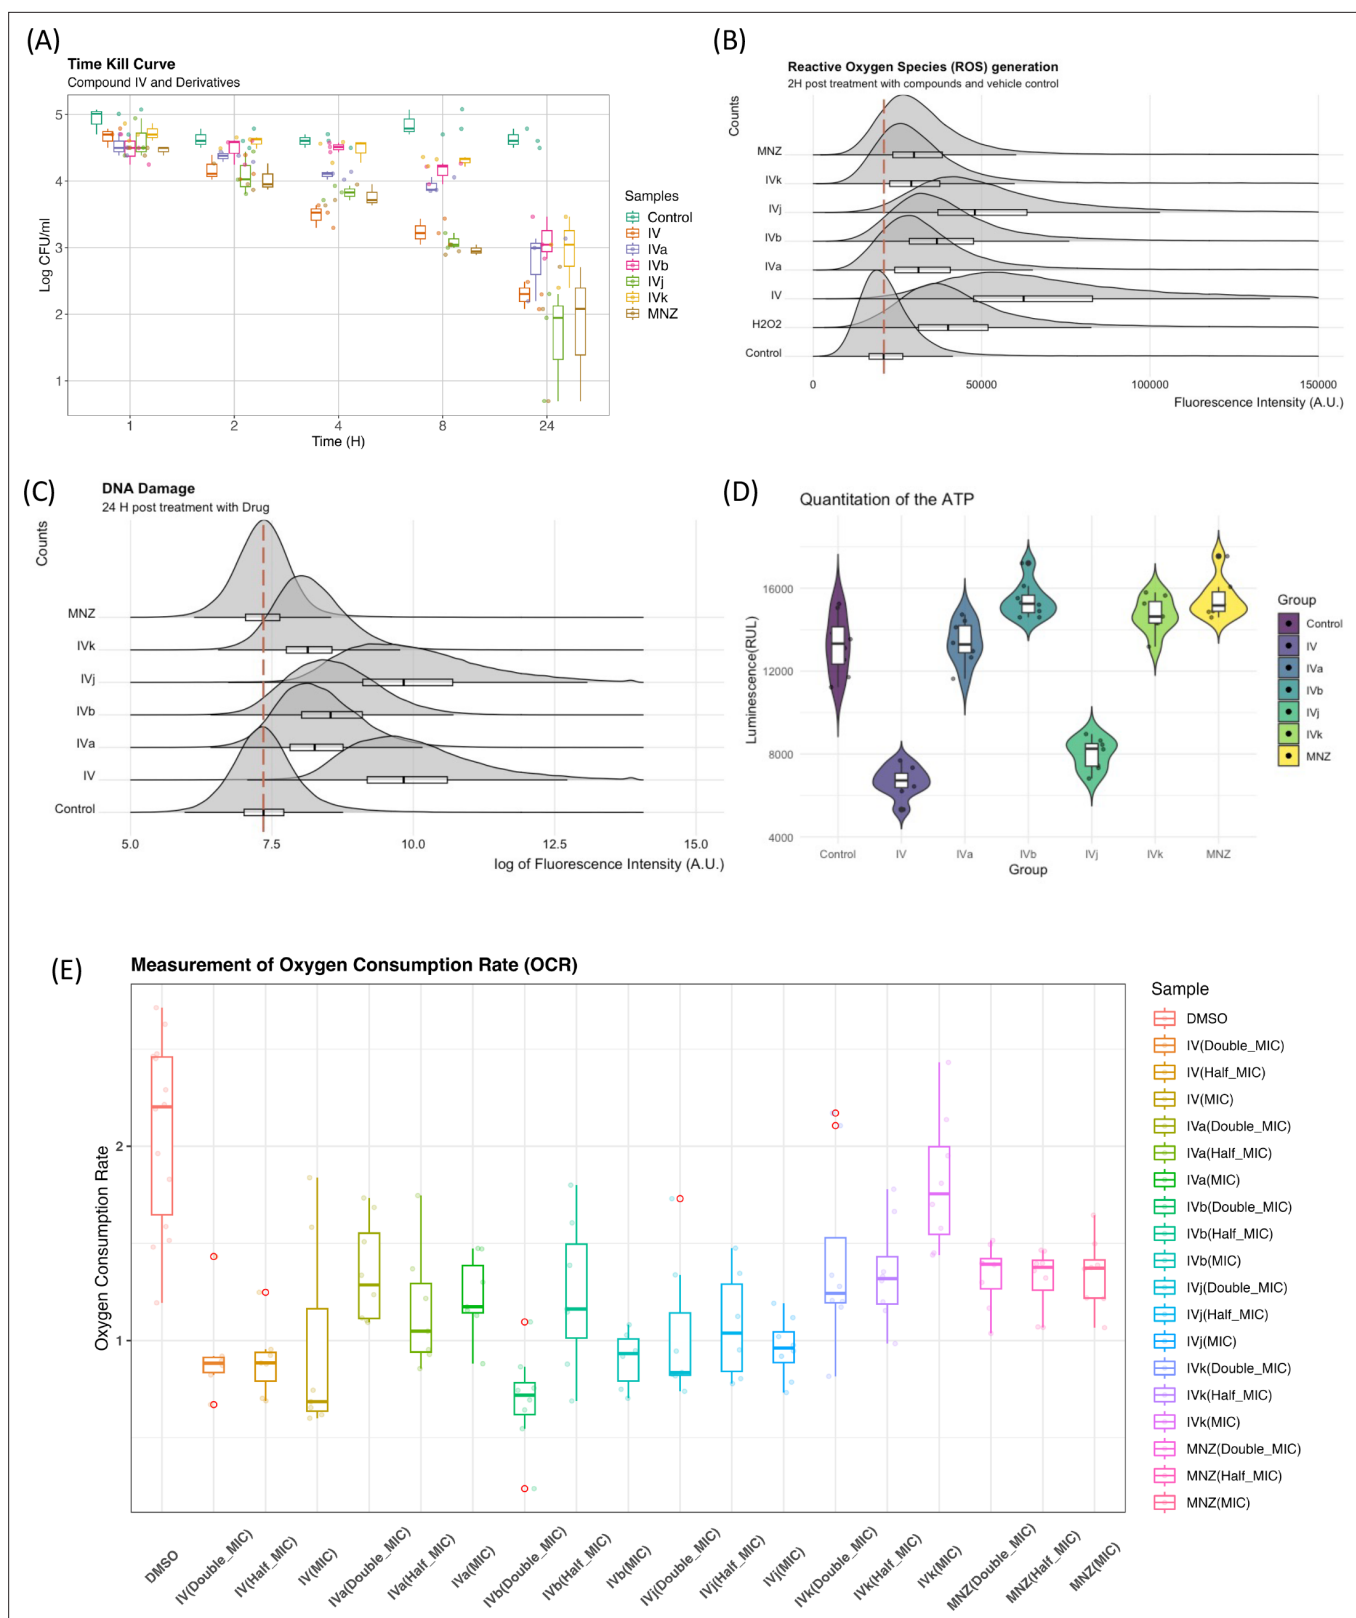 (A)
Time Kill Curve
Compound IV and Derivatives
Log CFU/ml
5
4
3
2
1
1 2 4 8 24
Time (H)
Samples
Control
IV
IVa
IVb
IVj
IVk
MNZ
(B)
Reactive Oxygen Species (ROS) generation
2H post treatment with compounds and vehicle control
Counts
MNZ
IVk
IVj
IVb
IVa
IV
H2O2
Control
0 50000 100000 150000
Fluorescence Intensity (A.U.)
(C)
DNA Damage
24 H post treatment with Drug
Counts
MNZ
IVk
IVj
IVb
IVa
IV
Control
5.0 7.5 10.0 12.5 15.0
log of Fluorescence Intensity (A.U.)
(D)
Quantitation of the ATP
Luminescence(RUL)
16000
12000
8000
4000
Control IV IVa IVb IVj IVk MNZ
Group
Group
Control
IV
IVa
IVb
IVj
IVk
MNZ
(E)
Measurement of Oxygen Consumption Rate (OCR)
Oxygen Consumption Rate
2
1
DMSO
IV(Double_MIC)
IV(Half_MIC)
IV(MIC)
IVa(Double_MIC)
IVa(Half_MIC)
IVa(MIC)
IVb(Double_MIC)
IVb(Half_MIC)
IVb(MIC)
IVj(Double_MIC)
IVj(Half_MIC)
IVj(MIC)
IVk(Double_MIC)
IVk(Half_MIC)
IVk(MIC)
MNZ(Double_MIC)
MNZ(Half_MIC)
MNZ(MIC)
Sample
DMSO
IV(Double_MIC)
IV(Half_MIC)
IV(MIC)
IVa(Double_MIC)
IVa(Half_MIC)
IVa(MIC)
IVb(Double_MIC)
IVb(Half_MIC)
IVb(MIC)
IVj(Double_MIC)
IVj(Half_MIC)
IVj(MIC)
IVk(Double_MIC)
IVk(Half_MIC)
IVk(MIC)
MNZ(Double_MIC)
MNZ(Half_MIC)
MNZ(MIC)